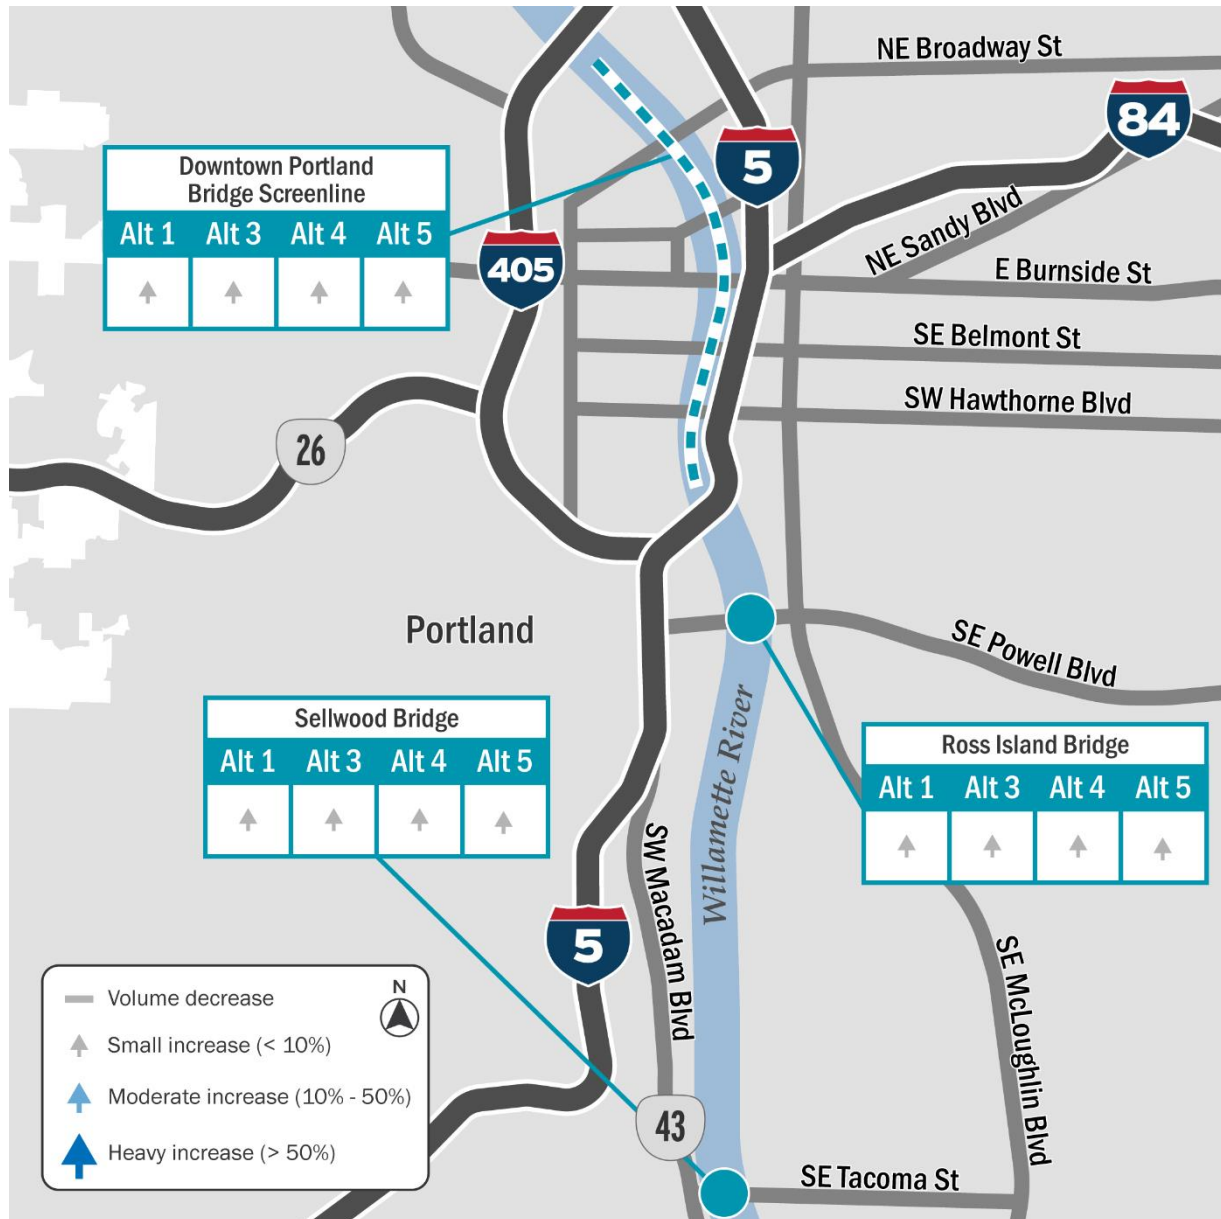 NE Broadway St
84
Downtown Portland
Bridge Screenline
Alt 1 Alt 3 Alt 4 Alt 5
5
NE Sandy Blvd
405
E Burnside St
SE Belmont St
SW Hawthorne Blvd
26
Portland
SE Powell Blvd
Sellwood Bridge
Alt 1 Alt 3 Alt 4 Alt 5
Willamette River
Ross Island Bridge
Alt 1 Alt 3 Alt 4 Alt 5
SW Macadam Blvd
5
SE McLoughlin Blvd
N
Volume decrease
Small increase (< 10%)
Moderate increase (10% - 50%)
Heavy increase (> 50%)
43
SE Tacoma St